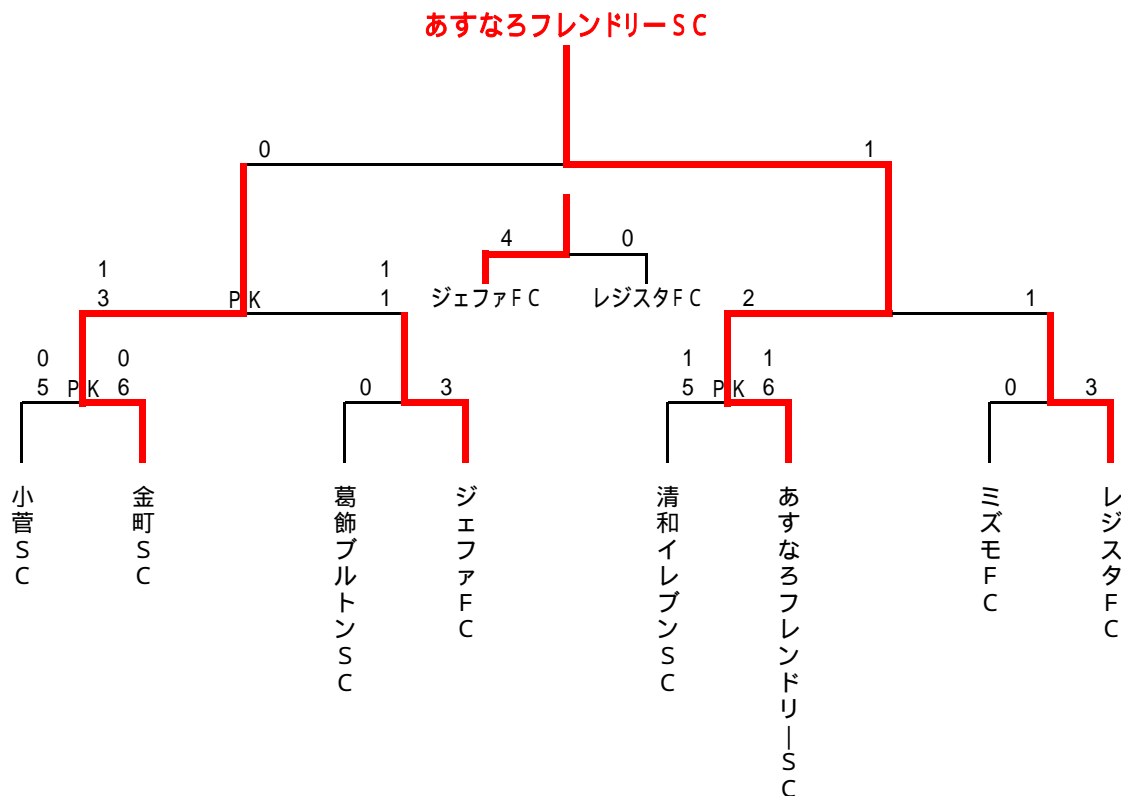 あすなろフレンドリーSC
0 1
4 0
1 1
3 PK 1
ジェファFC レジスタFC
2 1
0 0 1 1
5 PK 6 0 3 5 PK 6 0 3
小菅SC
金町SC
葛飾ブルトンSC
ジェファFC
清和イレブンSC
あすなろフレンドリーSC
ミズモFC
レジスタFC